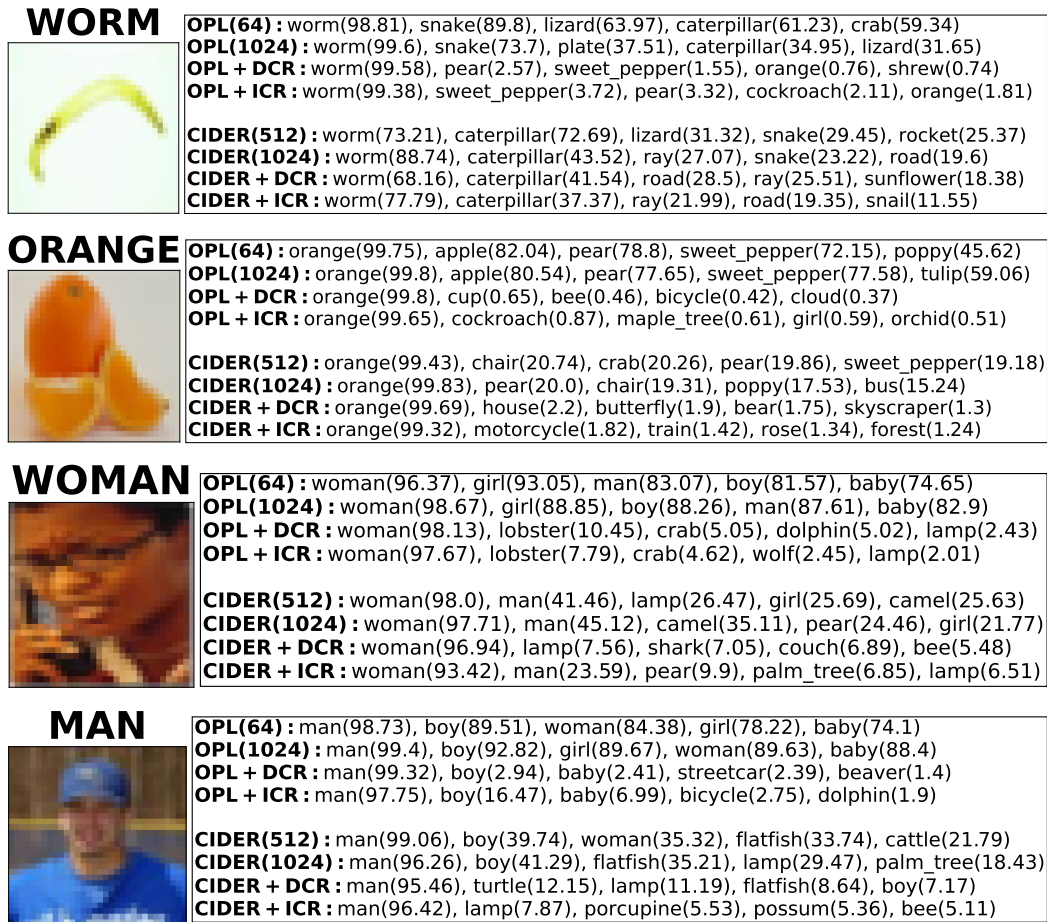 WORM
OPL(64) : worm(98.81), snake(89.8), lizard(63.97), caterpillar(61.23), crab(59.34)
OPL(1024) : worm(99.6), snake(73.7), plate(37.51), caterpillar(34.95), lizard(31.65)
OPL + DCR : worm(99.58), pear(2.57), sweet_pepper(1.55), orange(0.76), shrew(0.74)
OPL + ICR : worm(99.38), sweet_pepper(3.72), pear(3.32), cockroach(2.11), orange(1.81)
CIDER(512) : worm(73.21), caterpillar(72.69), lizard(31.32), snake(29.45), rocket(25.37)
CIDER(1024) : worm(88.74), caterpillar(43.52), ray(27.07), snake(23.22), road(19.6)
CIDER + DCR : worm(68.16), caterpillar(41.54), road(28.5), ray(25.51), sunflower(18.38)
CIDER + ICR : worm(77.79), caterpillar(37.37), ray(21.99), road(19.35), snail(11.55)
ORANGE
OPL(64) : orange(99.75), apple(82.04), pear(78.8), sweet_pepper(72.15), poppy(45.62)
OPL(1024) : orange(99.8), apple(80.54), pear(77.65), sweet_pepper(77.58), tulip(59.06)
OPL + DCR : orange(99.8), cup(0.65), bee(0.46), bicycle(0.42), cloud(0.37)
OPL + ICR : orange(99.65), cockroach(0.87), maple_tree(0.61), girl(0.59), orchid(0.51)
CIDER(512) : orange(99.43), chair(20.74), crab(20.26), pear(19.86), sweet_pepper(19.18)
CIDER(1024) : orange(99.83), pear(20.0), chair(19.31), poppy(17.53), bus(15.24)
CIDER + DCR : orange(99.69), house(2.2), butterfly(1.9), bear(1.75), skyscraper(1.3)
CIDER + ICR : orange(99.32), motorcycle(1.82), train(1.42), rose(1.34), forest(1.24)
WOMAN
OPL(64) : woman(96.37), girl(93.05), man(83.07), boy(81.57), baby(74.65)
OPL(1024) : woman(98.67), girl(88.85), boy(88.26), man(87.61), baby(82.9)
OPL + DCR : woman(98.13), lobster(10.45), crab(5.05), dolphin(5.02), lamp(2.43)
OPL + ICR : woman(97.67), lobster(7.79), crab(4.62), wolf(2.45), lamp(2.01)
CIDER(512) : woman(98.0), man(41.46), lamp(26.47), girl(25.69), camel(25.63)
CIDER(1024) : woman(97.71), man(45.12), camel(35.11), pear(24.46), girl(21.77)
CIDER + DCR : woman(96.94), lamp(7.56), shark(7.05), couch(6.89), bee(5.48)
CIDER + ICR : woman(93.42), man(23.59), pear(9.9), palm_tree(6.85), lamp(6.51)
MAN
OPL(64) : man(98.73), boy(89.51), woman(84.38), girl(78.22), baby(74.1)
OPL(1024) : man(99.4), boy(92.82), girl(89.67), woman(89.63), baby(88.4)
OPL + DCR : man(99.32), boy(2.94), baby(2.41), streetcar(2.39), beaver(1.4)
OPL + ICR : man(97.75), boy(16.47), baby(6.99), bicycle(2.75), dolphin(1.9)
CIDER(512) : man(99.06), boy(39.74), woman(35.32), flatfish(33.74), cattle(21.79)
CIDER(1024) : man(96.26), boy(41.29), flatfish(35.21), lamp(29.47), palm_tree(18.43)
CIDER + DCR : man(95.46), turtle(12.15), lamp(11.19), flatfish(8.64), boy(7.17)
CIDER + ICR : man(96.42), lamp(7.87), porcupine(5.53), possum(5.36), bee(5.11)